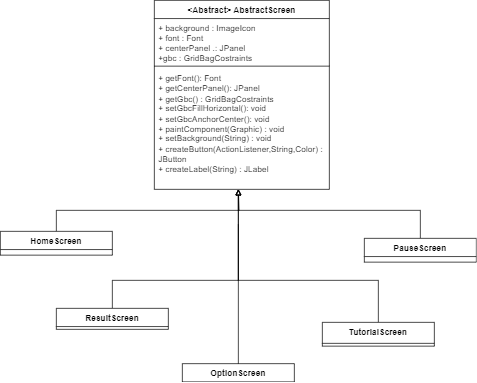 <Abstract> AbstractScreen
+ background : ImageIcon
+ font : Font
+ centerPanel .: JPanel
+gbc : GridBagCostraints
+ getFont(): Font
+ getCenterPanel(): JPanel
+ getGbc() : GridBagCostraints
+ setGbcFillHorizontal(): void
+ setGbcAnchorCenter(): void
+ paintComponent(Graphic) : void
+ setBackground(String) : void
+ createButton(ActionListener,String,Color) :
JButton
+ createLabel(String) : JLabel
HomeScreen
PauseScreen
ResultScreen
TutorialScreen
OptionScreen